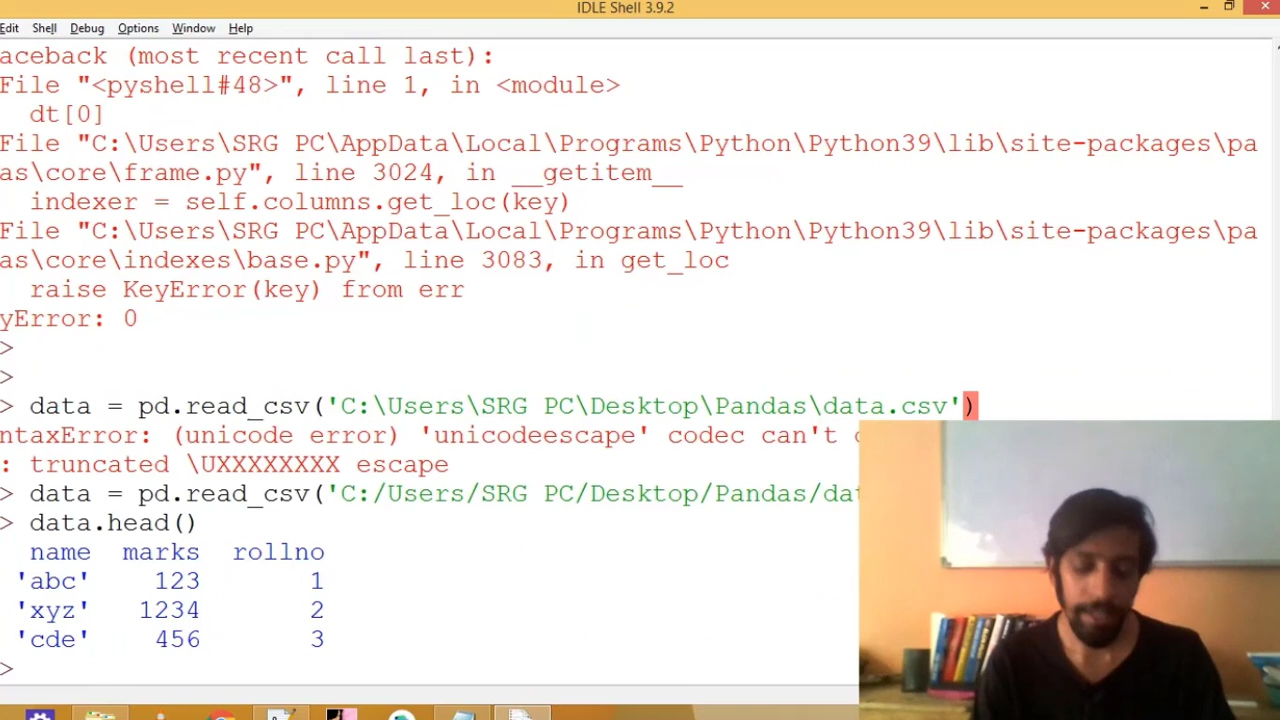 IDLE Shell 3.9.2
Edit Shell Debug Options Window Help
aceback (most recent call last):
File "<pyshell#48>", line 1, in <module>
dt[0]
File "C:\Users\SRG PC\AppData\Local\Programs\Python\Python39\lib\site-packages\pa
as\core\frame.py", line 3024, in __getitem__
indexer = self.columns.get_loc(key)
File "C:\Users\SRG PC\AppData\Local\Programs\Python\Python39\lib\site-packages\pa
as\core\indexes\base.py", line 3083, in get_loc
raise KeyError(key) from err
yError: 0
>
>
> data = pd.read_csv('C:\Users\SRG PC\Desktop\Pandas\data.csv')
ntaxError: (unicode error) 'unicodeescape' codec can't
: truncated \UXXXXXXXX escape
> data = pd.read_csv('C:/Users/SRG PC/Desktop/Pandas/dat
> data.head()
name marks rollno
'abc' 123 1
'xyz' 1234 2
'cde' 456 3
>